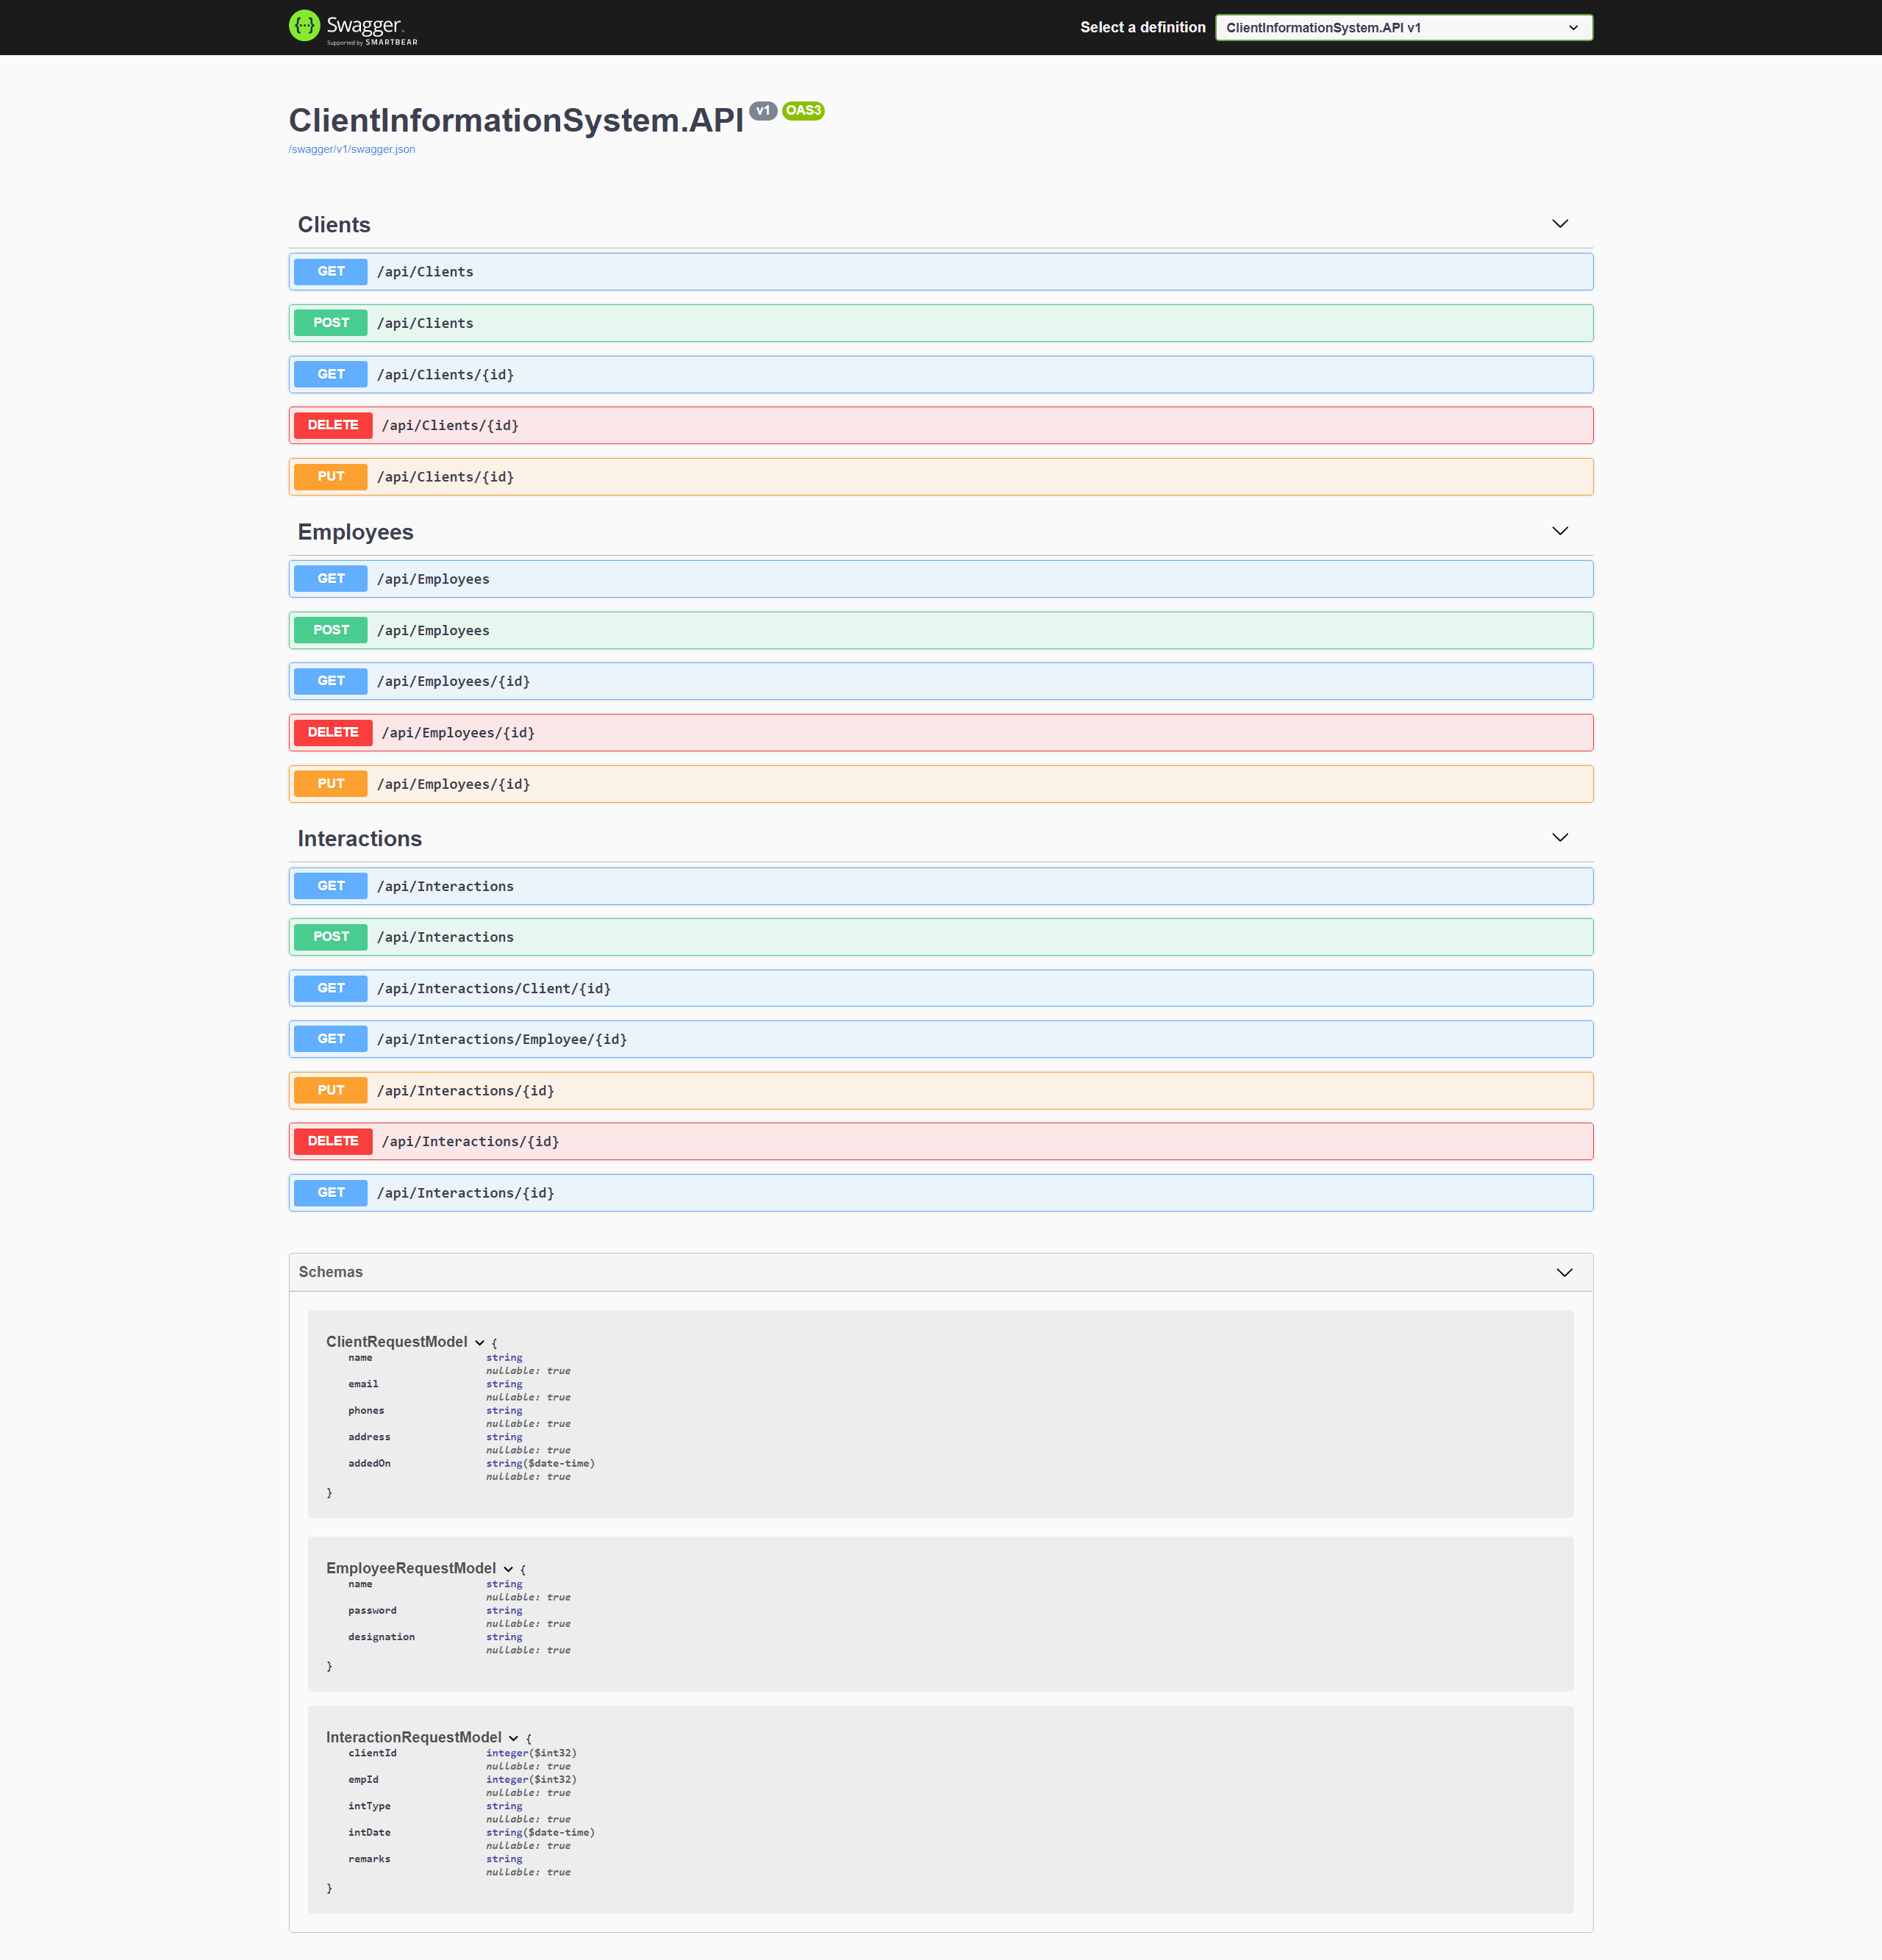 Swagger
Supported by SMARTBEAR
Select a definition
ClientInformationSystem.API v1
ClientInformationSystem.API v1 OAS3
/swagger/v1/swagger.json
Clients
GET /api/Clients
POST /api/Clients
GET /api/Clients/{id}
DELETE /api/Clients/{id}
PUT /api/Clients/{id}
Employees
GET /api/Employees
POST /api/Employees
GET /api/Employees/{id}
DELETE /api/Employees/{id}
PUT /api/Employees/{id}
Interactions
GET /api/Interactions
POST /api/Interactions
GET /api/Interactions/Client/{id}
GET /api/Interactions/Employee/{id}
PUT /api/Interactions/{id}
DELETE /api/Interactions/{id}
GET /api/Interactions/{id}
Schemas
ClientRequestModel {
name string
nullable: true
email string
nullable: true
phones string
nullable: true
address string
nullable: true
addedOn string($date-time)
nullable: true
}
EmployeeRequestModel {
name string
nullable: true
password string
nullable: true
designation string
nullable: true
}
InteractionRequestModel {
clientId integer($int32)
nullable: true
empId integer($int32)
nullable: true
intType string
nullable: true
intDate string($date-time)
nullable: true
remarks string
nullable: true
}